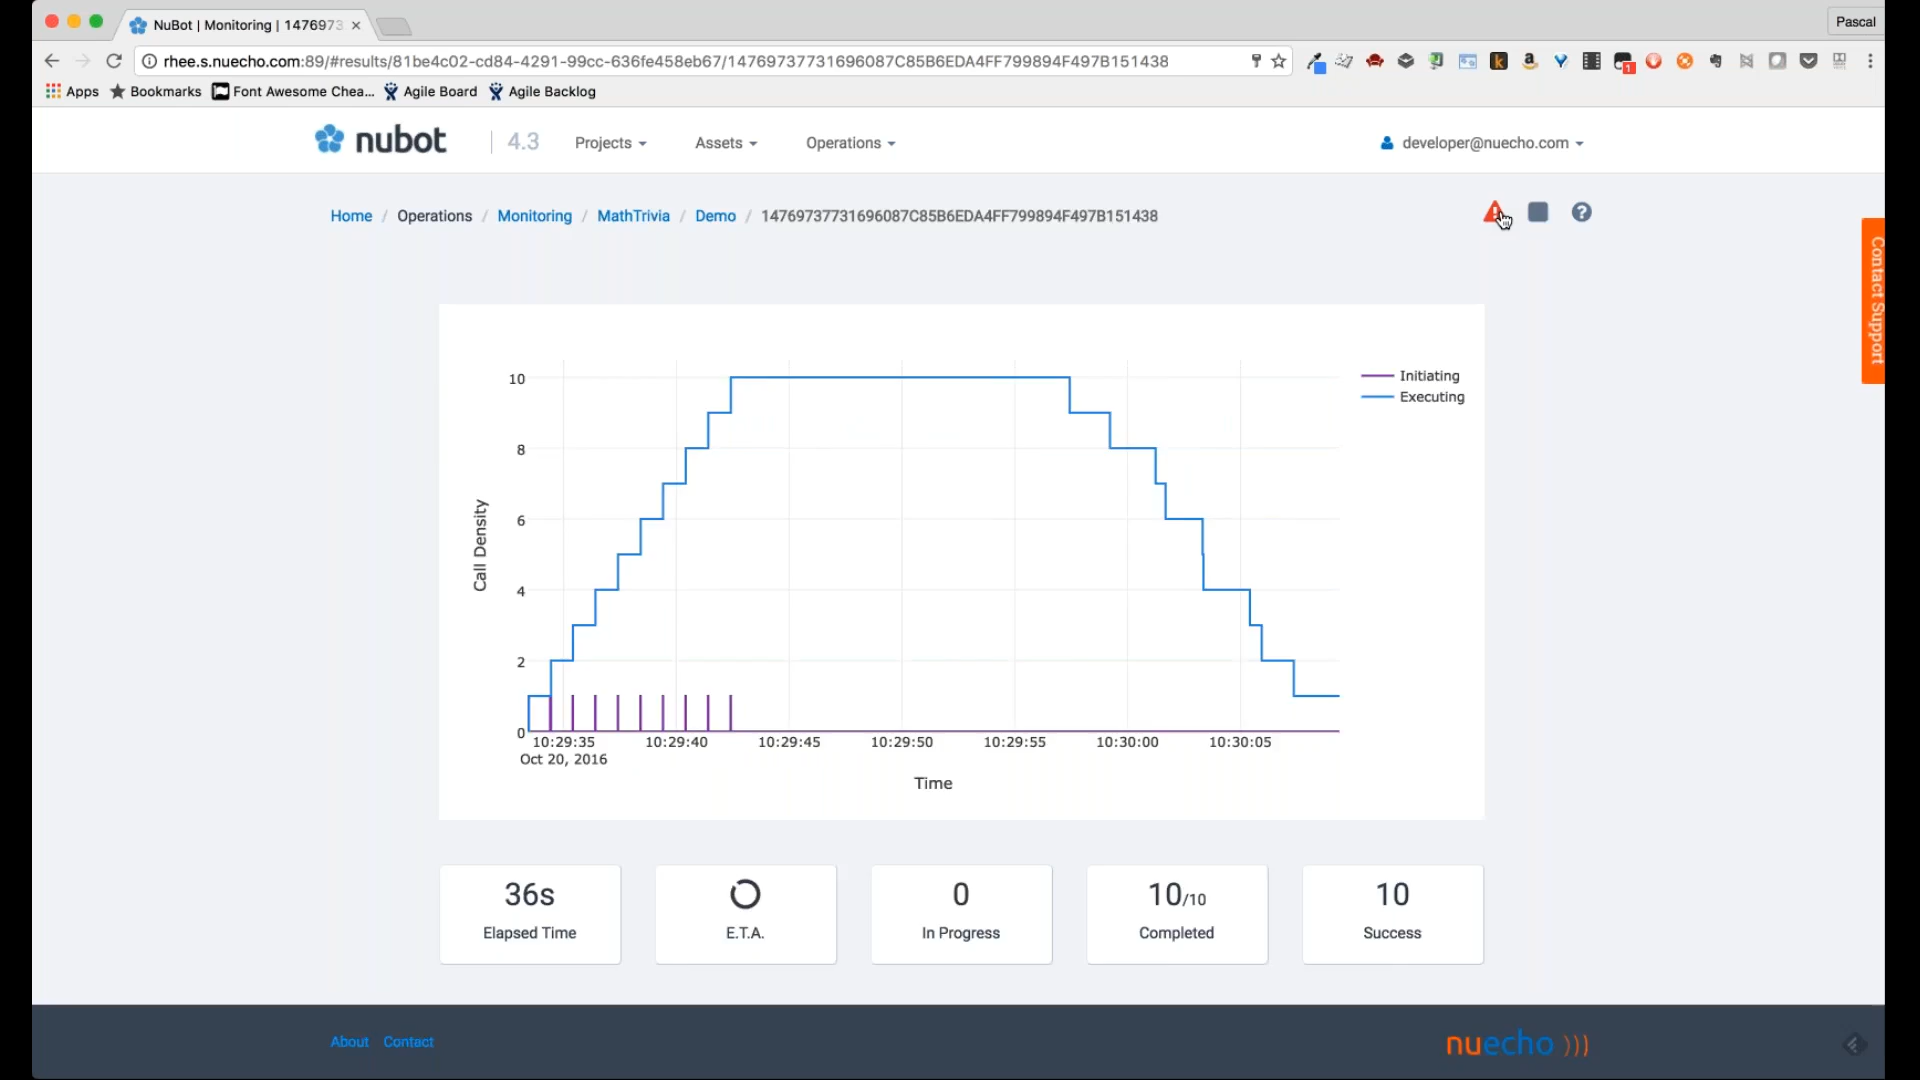 NuBot | Monitoring | 1476973
Pascal
rhee.s.nuecho.com:89/#results/81be4c02-cd84-4291-99cc-636fe458eb67/14769737731696087C85B6EDA4FF799894F497B151438
Apps Bookmarks Font Awesome Chea... Agile Board Agile Backlog
nubot 4.3 Projects Assets Operations developer@nuecho.com
Home / Operations / Monitoring / MathTrivia / Demo / 14769737731696087C85B6EDA4FF799894F497B151438
Contact Support
Initiating
Executing
Call Density
10
8
6
4
2
0
10:29:35 10:29:40 10:29:45 10:29:50 10:29:55 10:30:00 10:30:05
Oct 20, 2016
Time
36s 0 10/10 10
Elapsed Time E.T.A. In Progress Completed Success
About Contact
nuecho )))